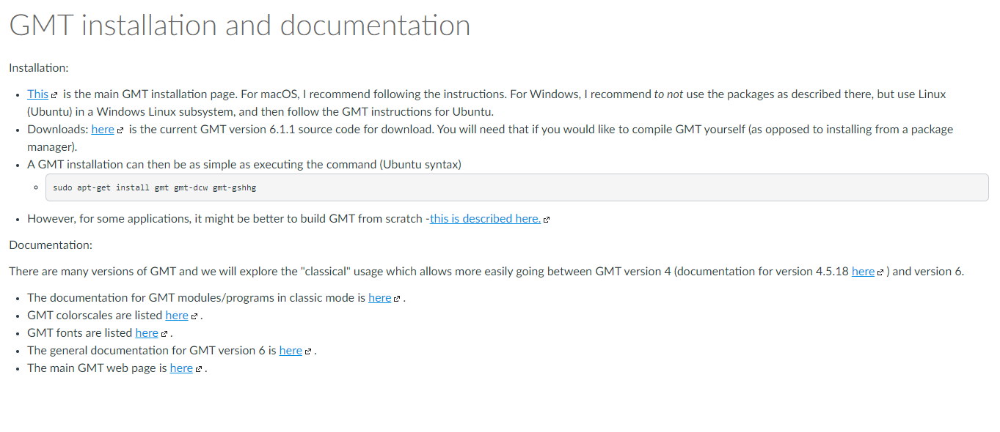 GMT installation and documentation
Installation:
This is the main GMT installation page. For macOS, I recommend following the instructions. For Windows, I recommend to not use the packages as described there, but use Linux
(Ubuntu) in a Windows Linux subsystem, and then follow the GMT instructions for Ubuntu.
Downloads: here is the current GMT version 6.1.1 source code for download. You will need that if you would like to compile GMT yourself (as opposed to installing from a package
manager).
A GMT installation can then be as simple as executing the command (Ubuntu syntax)
sudo apt-get install gmt gmt-dcw gmt-gshhg
However, for some applications, it might be better to build GMT from scratch -this is described here.
Documentation:
There are many versions of GMT and we will explore the "classical" usage which allows more easily going between GMT version 4 (documentation for version 4.5.18 here ) and version 6.
The documentation for GMT modules/programs in classic mode is here .
GMT colorscales are listed here .
GMT fonts are listed here .
The general documentation for GMT version 6 is here .
The main GMT web page is here .